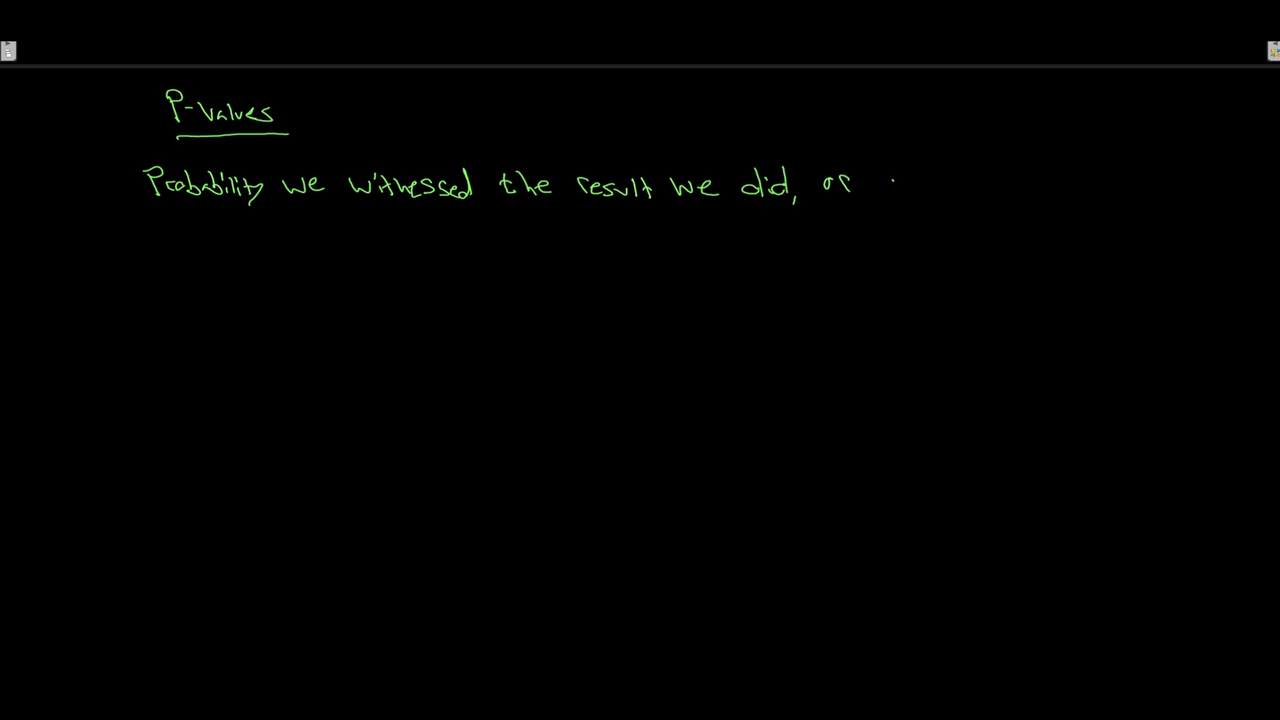 P-values
Probability we witnessed the result we did, or